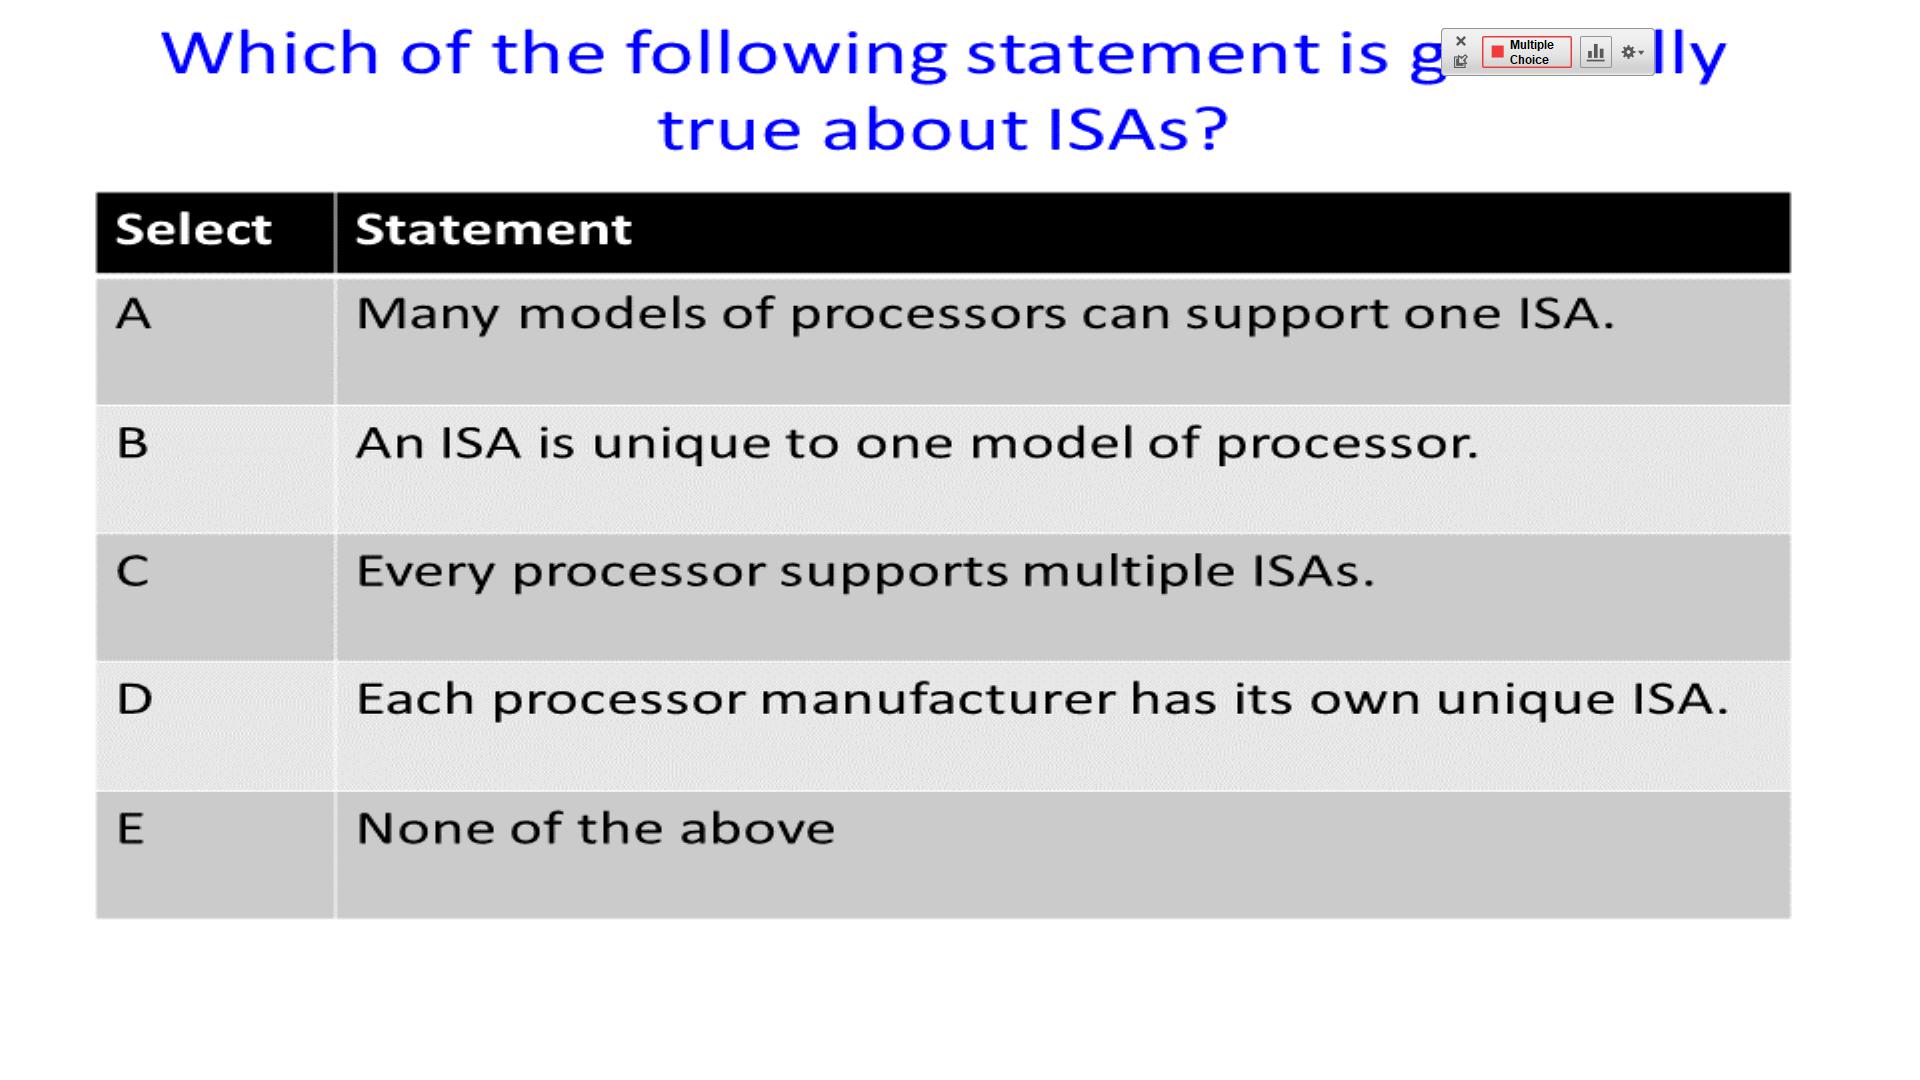 Which of the following statement is
Multiple
Choice
true about ISAs?
Select Statement
A Many models of processors can support one ISA.
B An ISA is unique to one model of processor.
C Every processor supports multiple ISAs.
D Each processor manufacturer has its own unique ISA.
E None of the above